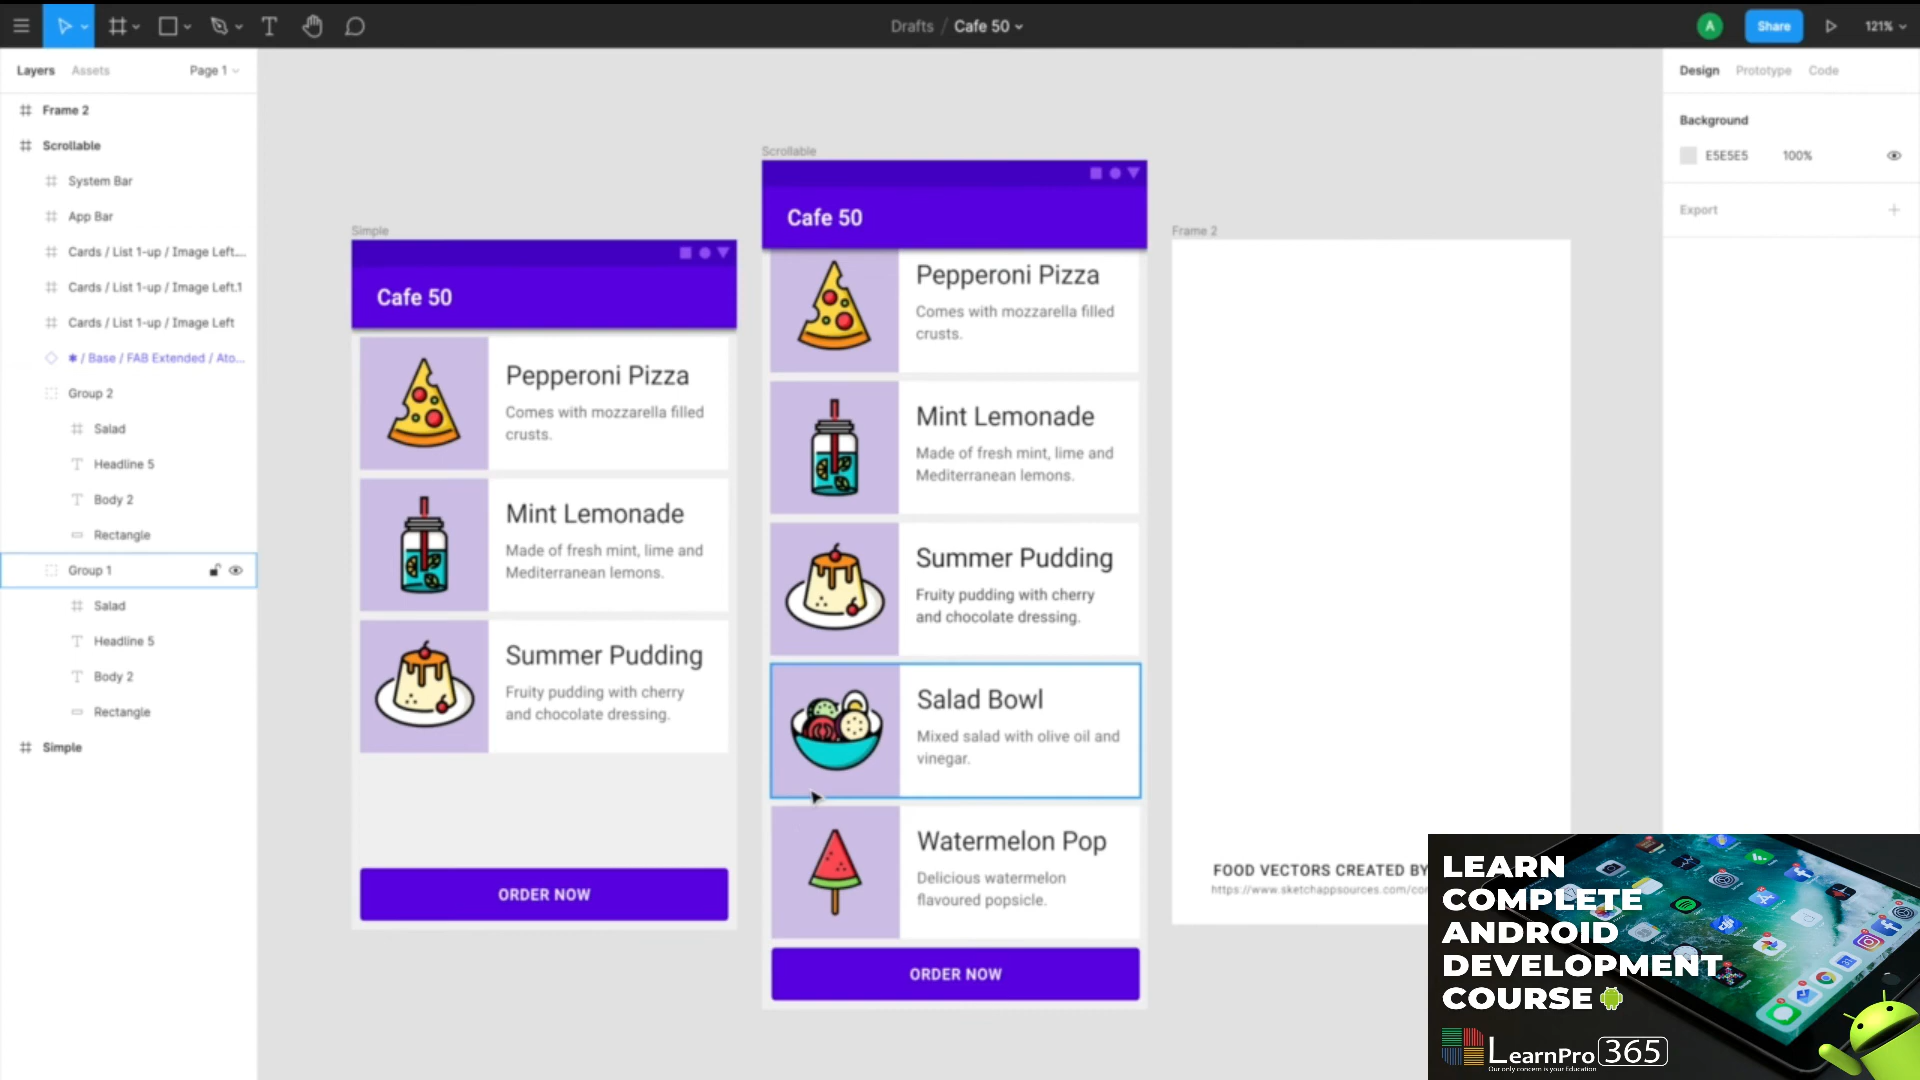 Drafts / Cafe 50
A
Share
121%
Layers
Assets
Page 1
Frame 2
Scrollable
System Bar
App Bar
Cards / List 1-up / Image Left....
Cards / List 1-up / Image Left.1
Cards / List 1-up / Image Left
✱ / Base / FAB Extended / Ato...
Group 2
Salad
Headline 5
Body 2
Rectangle
Group 1
Salad
Headline 5
Body 2
Rectangle
Simple
Simple
Cafe 50
Pepperoni Pizza
Comes with mozzarella filled
crusts.
Mint Lemonade
Made of fresh mint, lime and
Mediterranean lemons.
Summer Pudding
Fruity pudding with cherry
and chocolate dressing.
ORDER NOW
Scrollable
Cafe 50
Pepperoni Pizza
Comes with mozzarella filled
crusts.
Mint Lemonade
Made of fresh mint, lime and
Mediterranean lemons.
Summer Pudding
Fruity pudding with cherry
and chocolate dressing.
Salad Bowl
Mixed salad with olive oil and
vinegar.
Watermelon Pop
Delicious watermelon
flavoured popsicle.
ORDER NOW
Frame 2
FOOD VECTORS CREATED BY
https://www.sketchappsources.com/con
Design
Prototype
Code
Background
E5E5E5
100%
Export
LEARN
COMPLETE
ANDROID
DEVELOPMENT
COURSE
LearnPro 365
Our only concern is your Education